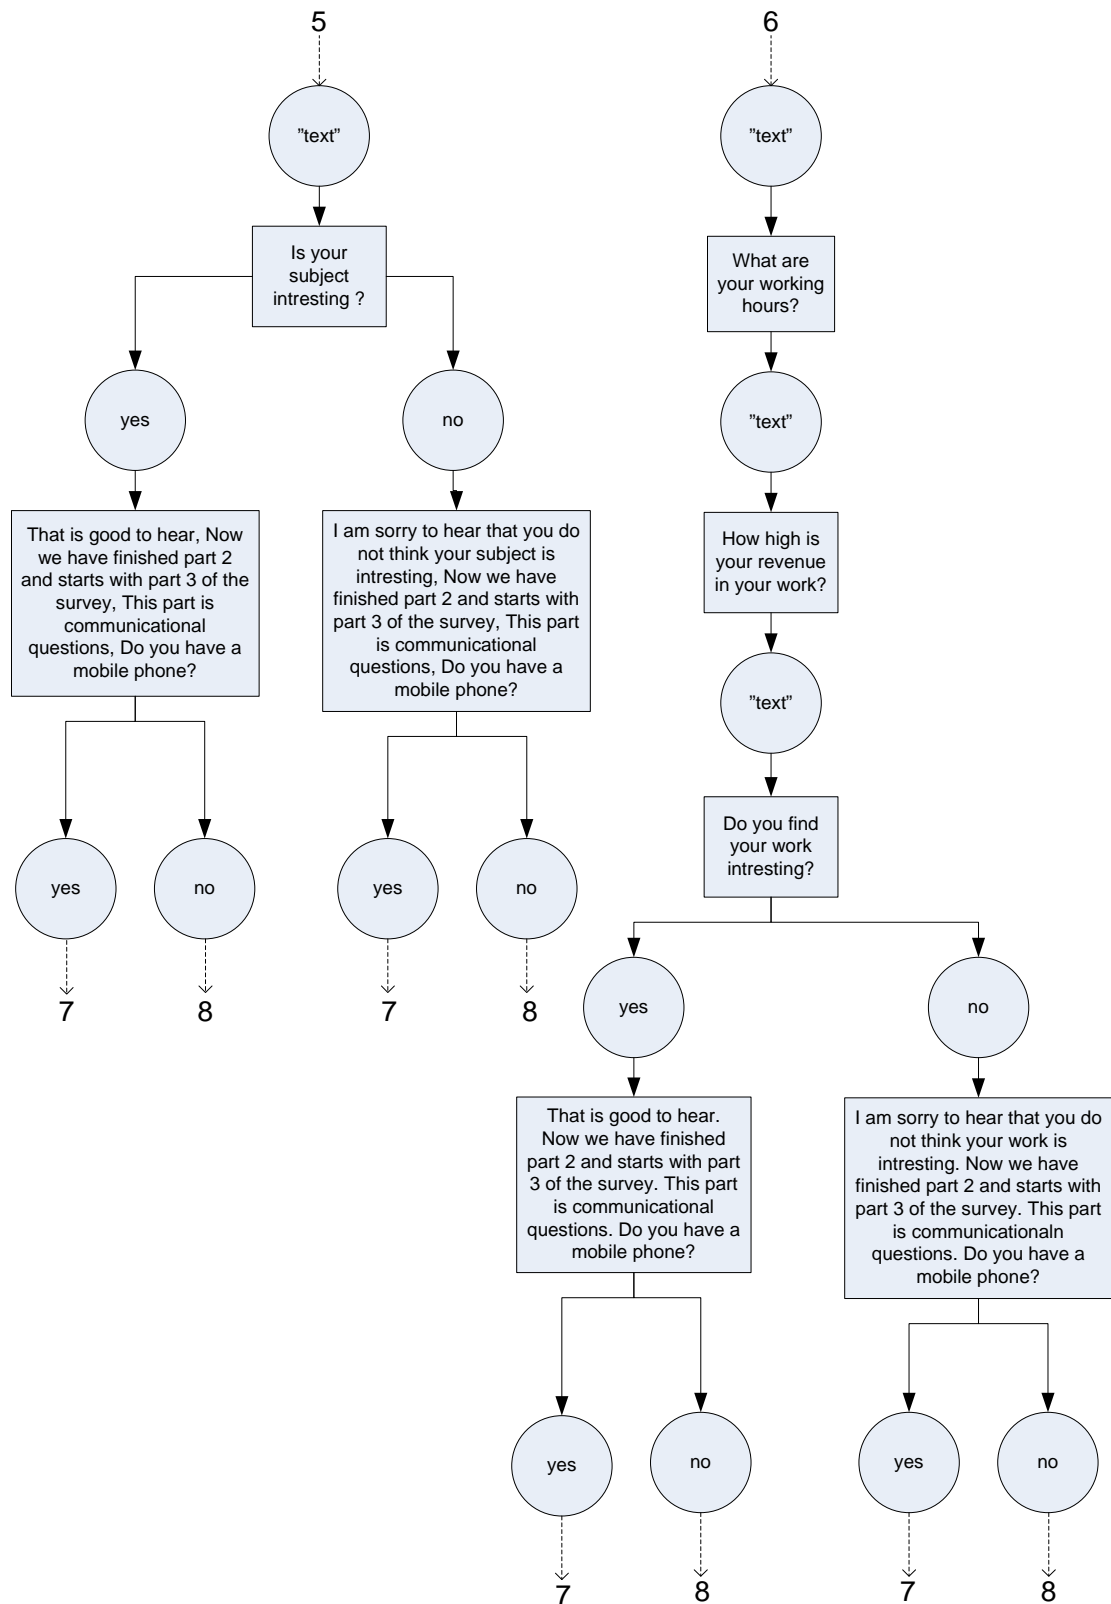 5
”text”
Is your
subject
intresting ?
yes
no
That is good to hear, Now
we have finished part 2
and starts with part 3 of the
survey, This part is
communicational
questions, Do you have a
mobile phone?
I am sorry to hear that you do
not think your subject is
intresting, Now we have
finished part 2 and starts with
part 3 of the survey, This part
is communicational
questions, Do you have a
mobile phone?
yes
no
yes
no
7
8
7
8
6
”text”
What are
your working
hours?
”text”
How high is
your revenue
in your work?
”text”
Do you find
your work
intresting?
yes
no
That is good to hear.
Now we have finished
part 2 and starts with part
3 of the survey. This part
is communicational
questions. Do you have a
mobile phone?
I am sorry to hear that you do
not think your work is
intresting. Now we have
finished part 2 and starts with
part 3 of the survey. This part
is communicationaln
questions. Do you have a
mobile phone?
yes
no
yes
no
7
8
7
8